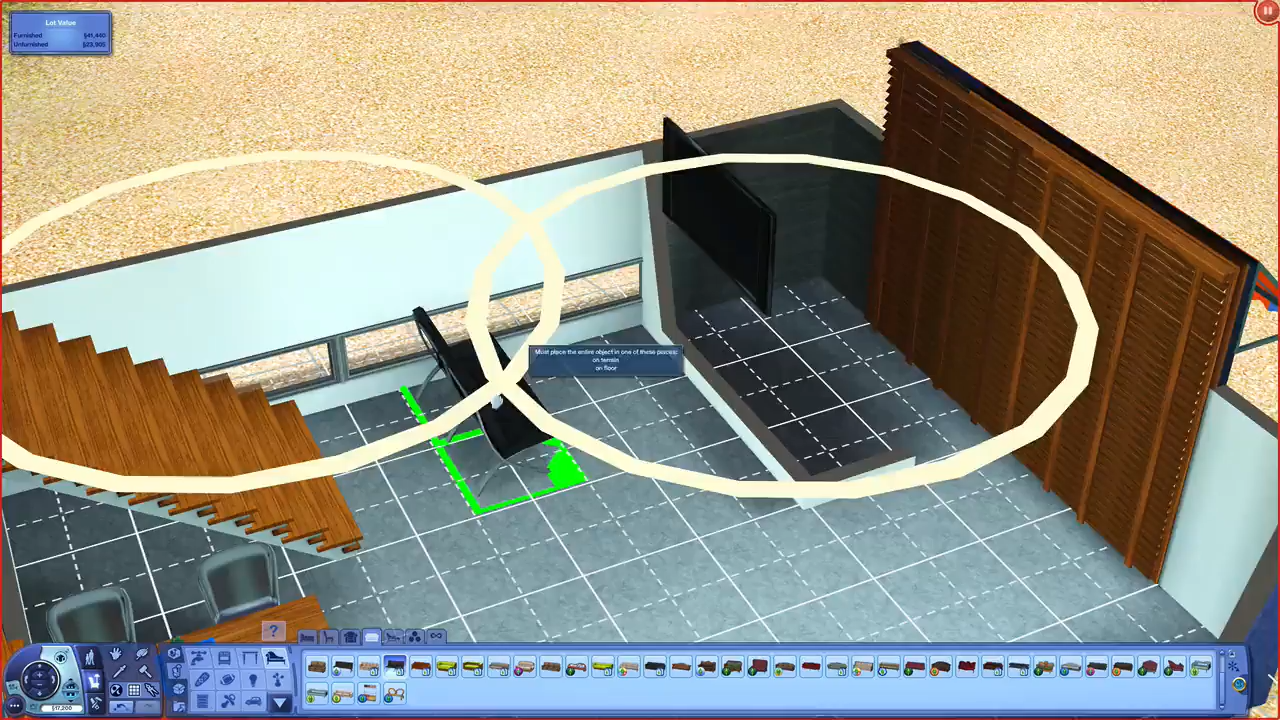 Lot Value
Furnished §41,440
Unfurnished §23,905
Must place the entire object in one of these places:
on terrain
on floor
?
§17,200